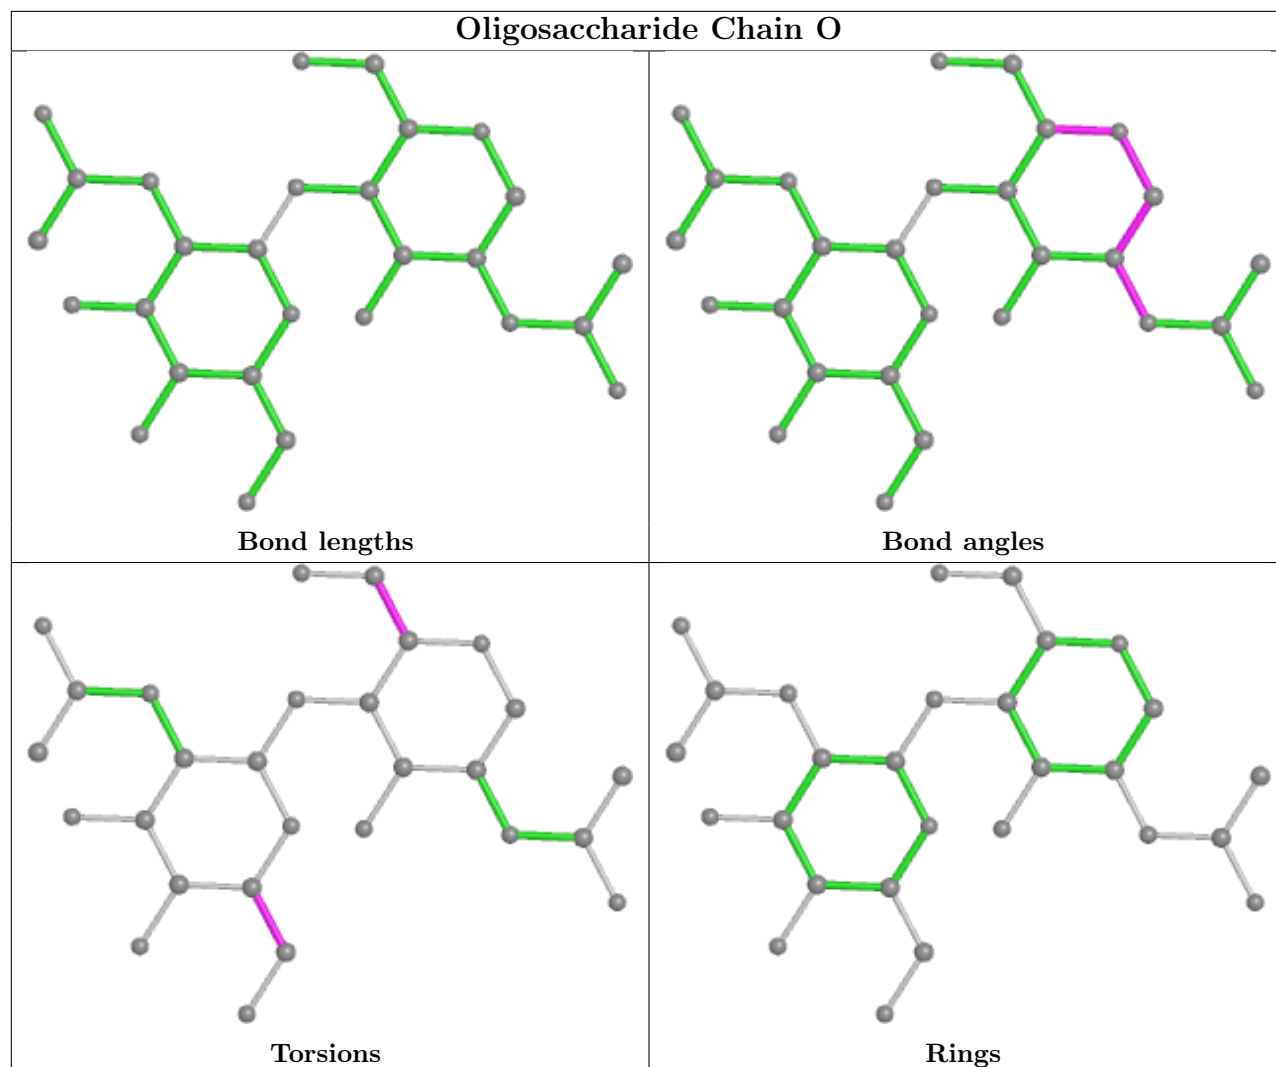 Oligosaccharide Chain O
Bond lengths
Bond angles
Torsions
Rings